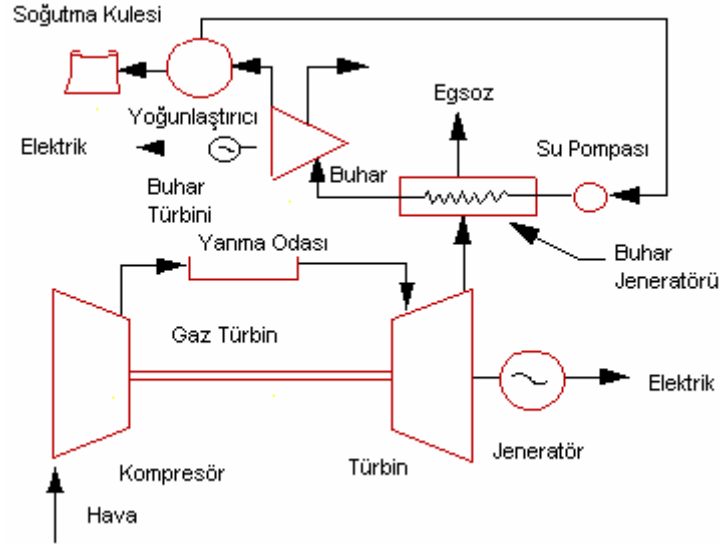 Soğutma Kulesi
Egsoz
Yoğunlaştırıcı
Elektrik
Su Pompası
Buhar
Buhar
Türbini
Yanma Odası
Buhar
Jeneratörü
Gaz Türbin
Elektrik
Kompresör
Türbin
Jeneratör
Hava